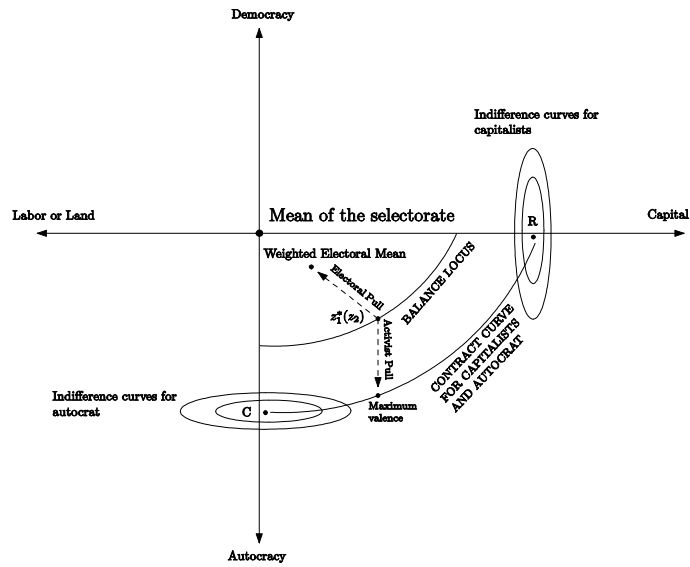 Democracy
Indifference curves for
capitalists
Labor or Land
Mean of the selectorate
R
Capital
Weighted Electoral Mean
Electoral Pull
z₁*(z₂)
Activist Pull
BALANCE LOCUS
CONTRACT CURVE
FOR CAPITALISTS
AND AUTOCRAT
Indifference curves for
autocrat
C
Maximum
valence
Autocracy